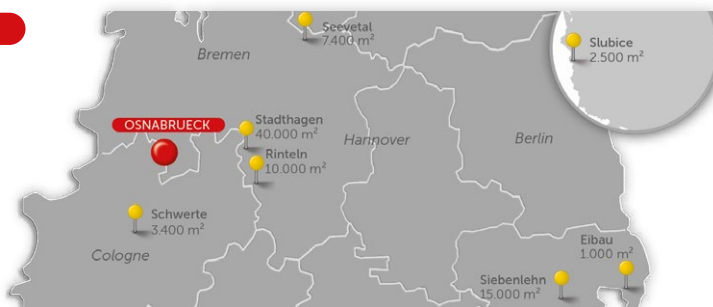 Seevetal
7.400 m²
Bremen
Slubice
2.500 m²
OSNABRUECK
Stadthagen
40.000 m²
Hannover
Berlin
Rinteln
10.000 m²
Schwerte
3.400 m²
Cologne
Eibau
1.000 m²
Siebenlehn
15.000 m²